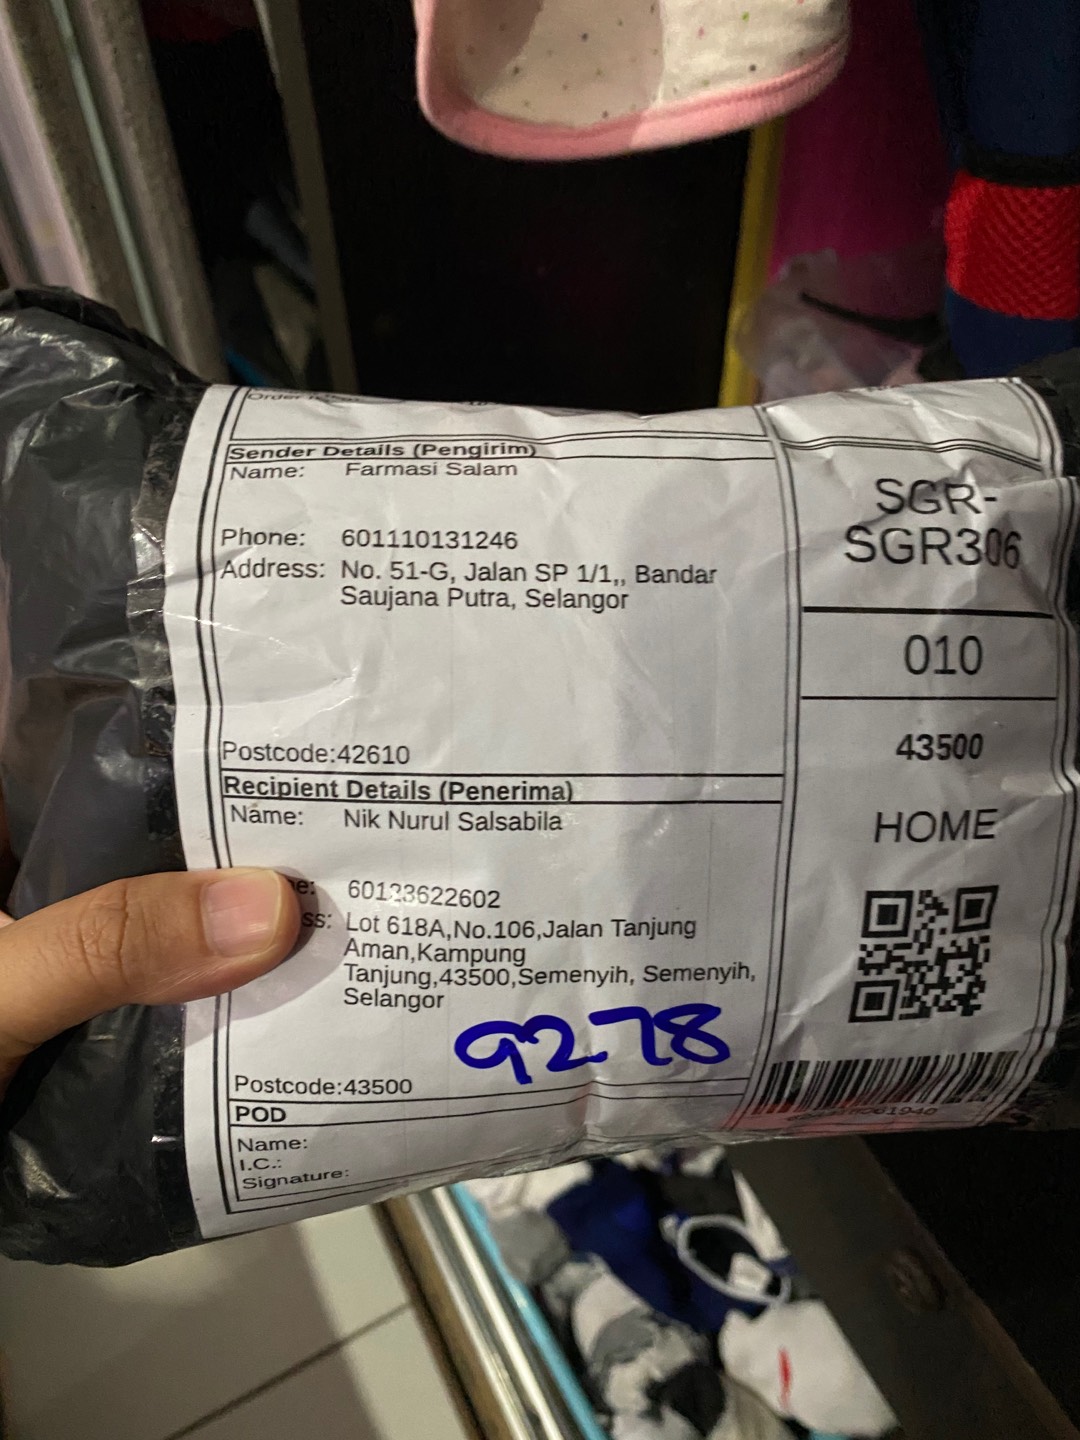 Sender Details (Pengirim)
Name: Farmasi Salam
Phone: 601110131246
Address: No. 51-G, Jalan SP 1/1,, Bandar
Saujana Putra, Selangor
Postcode:42610
Recipient Details (Penerima)
Name: Nik Nurul Salsabila
60123622602
Lot 618A,No.106,Jalan Tanjung
Aman,Kampung
Tanjung,43500,Semenyih, Semenyih,
Selangor
9278
Postcode:43500
POD
Name:
I.C.:
Signature:
SGR-
SGR306
010
43500
HOME